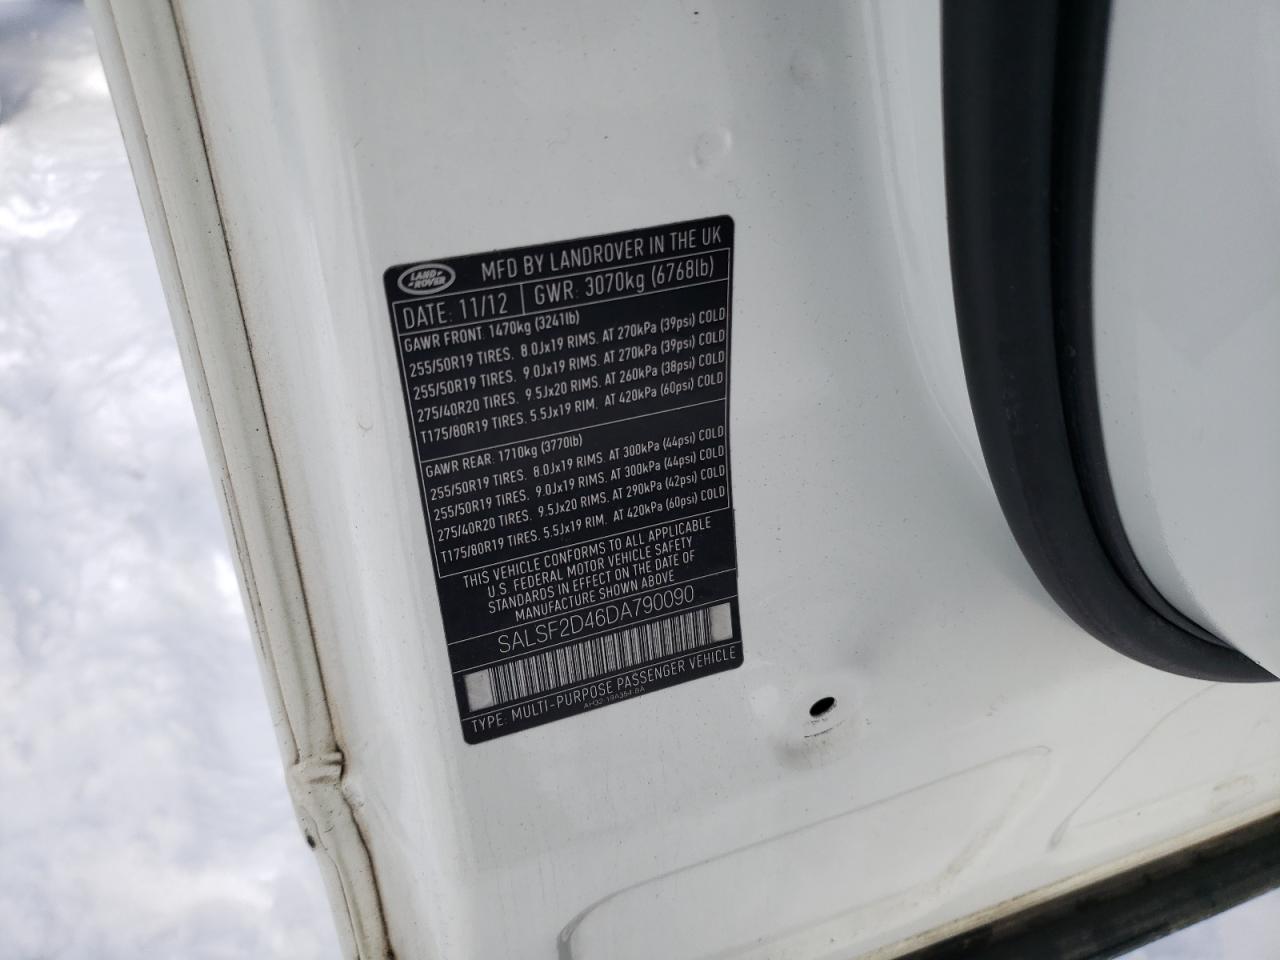 LAND
ROVER
MFD BY LANDROVER IN THE UK
DATE: 11/12 GWR: 3070kg (6768lb)
GAWR FRONT: 1470kg (3241lb)
255/50R19 TIRES. 8.0Jx19 RIMS. AT 270kPa (39psi) COLD
255/50R19 TIRES. 9.0Jx19 RIMS. AT 270kPa (39psi) COLD
275/40R20 TIRES. 9.5Jx20 RIMS. AT 260kPa (38psi) COLD
T175/80R19 TIRES. 5.5Jx19 RIM. AT 420kPa (60psi) COLD
GAWR REAR: 1710kg (3770lb)
255/50R19 TIRES. 8.0Jx19 RIMS. AT 300kPa (44psi) COLD
255/50R19 TIRES. 9.0Jx19 RIMS. AT 300kPa (44psi) COLD
275/40R20 TIRES. 9.5Jx20 RIMS. AT 290kPa (42psi) COLD
T175/80R19 TIRES. 5.5Jx19 RIM. AT 420kPa (60psi) COLD
THIS VEHICLE CONFORMS TO ALL APPLICABLE
U.S. FEDERAL MOTOR VEHICLE SAFETY
STANDARDS IN EFFECT ON THE DATE OF
MANUFACTURE SHOWN ABOVE
SALSF2D46DA790090
TYPE: MULTI-PURPOSE PASSENGER VEHICLE